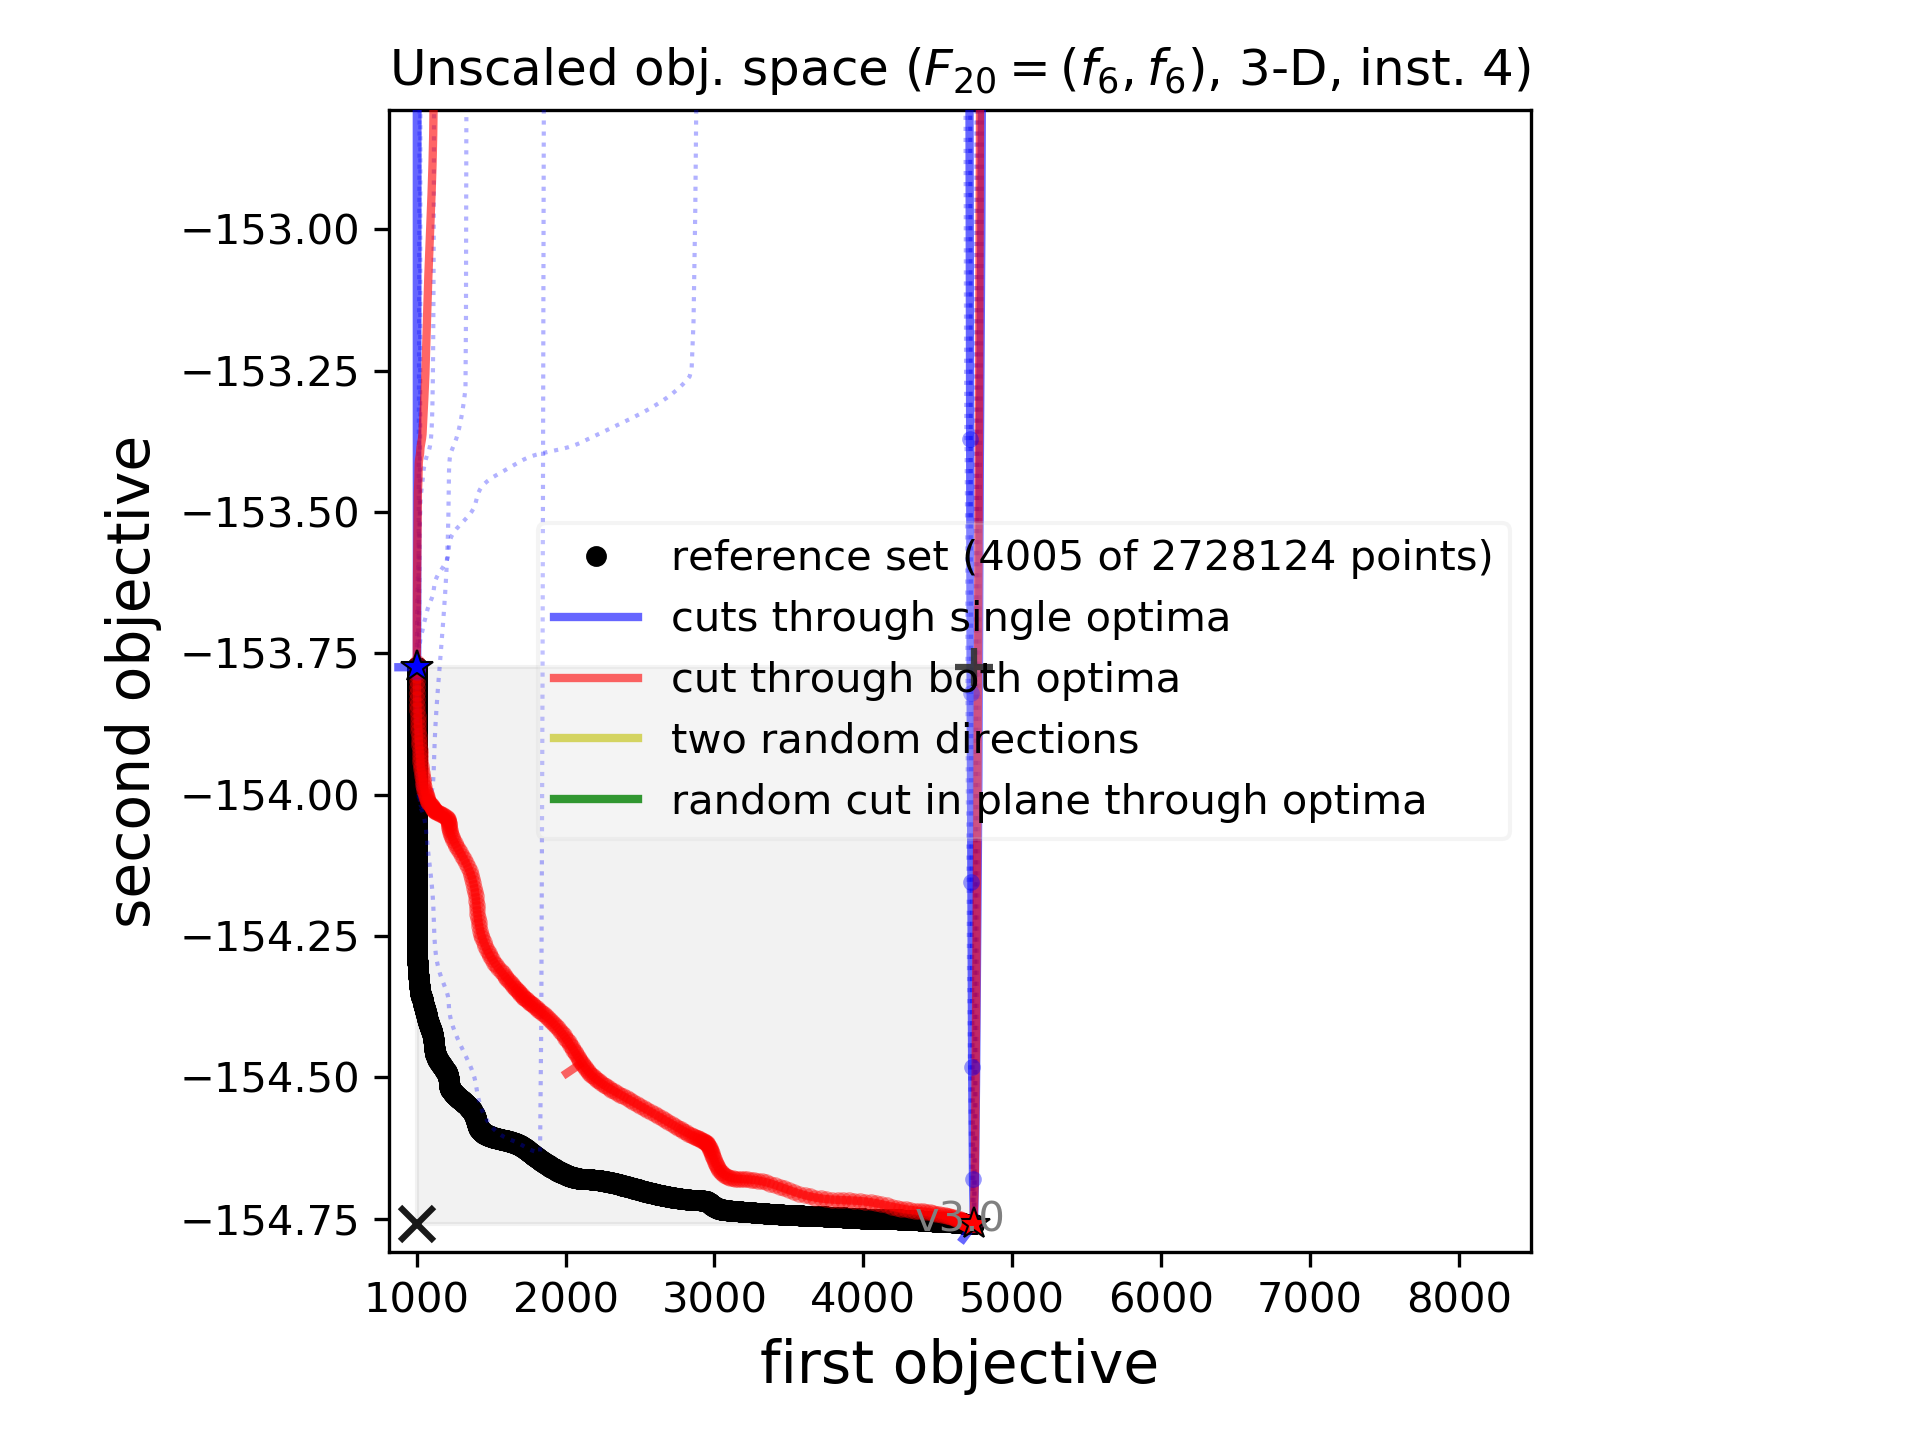 Unscaled obj. space (F₂₀ = (f₆, f₆), 3-D, inst. 4)
second objective
−153.00
−153.25
−153.50
−153.75
−154.00
−154.25
−154.50
−154.75
reference set (4005 of 2728124 points)
cuts through single optima
cut through both optima
two random directions
random cut in plane through optima
v3.0
1000 2000 3000 4000 5000 6000 7000 8000
first objective